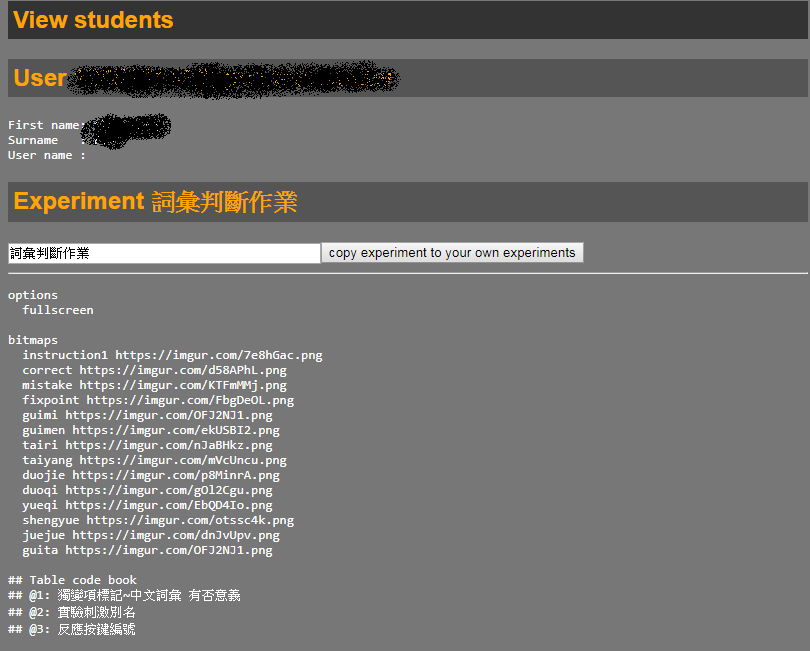 View students
User
First name:
Surname :
User name :
Experiment 詞彙判斷作業
詞彙判斷作業 copy experiment to your own experiments
options
fullscreen
bitmaps
instruction1 https://imgur.com/7e8hGac.png
correct https://imgur.com/d58APhL.png
mistake https://imgur.com/KTFmMMj.png
fixpoint https://imgur.com/FbgDeOL.png
guimi https://imgur.com/OFJ2NJ1.png
guimen https://imgur.com/ekUSBI2.png
tairi https://imgur.com/nJaBHkz.png
taiyang https://imgur.com/mVcUncu.png
duojie https://imgur.com/p8MinrA.png
duoqi https://imgur.com/gOl2Cgu.png
yueqi https://imgur.com/EbQD4Io.png
shengyue https://imgur.com/otssc4k.png
juejue https://imgur.com/dnJvUpv.png
guita https://imgur.com/OFJ2NJ1.png
## Table code book
## @1: 獨變項標記~中文詞彙 有否意義
## @2: 實驗刺激別名
## @3: 反應按鍵編號